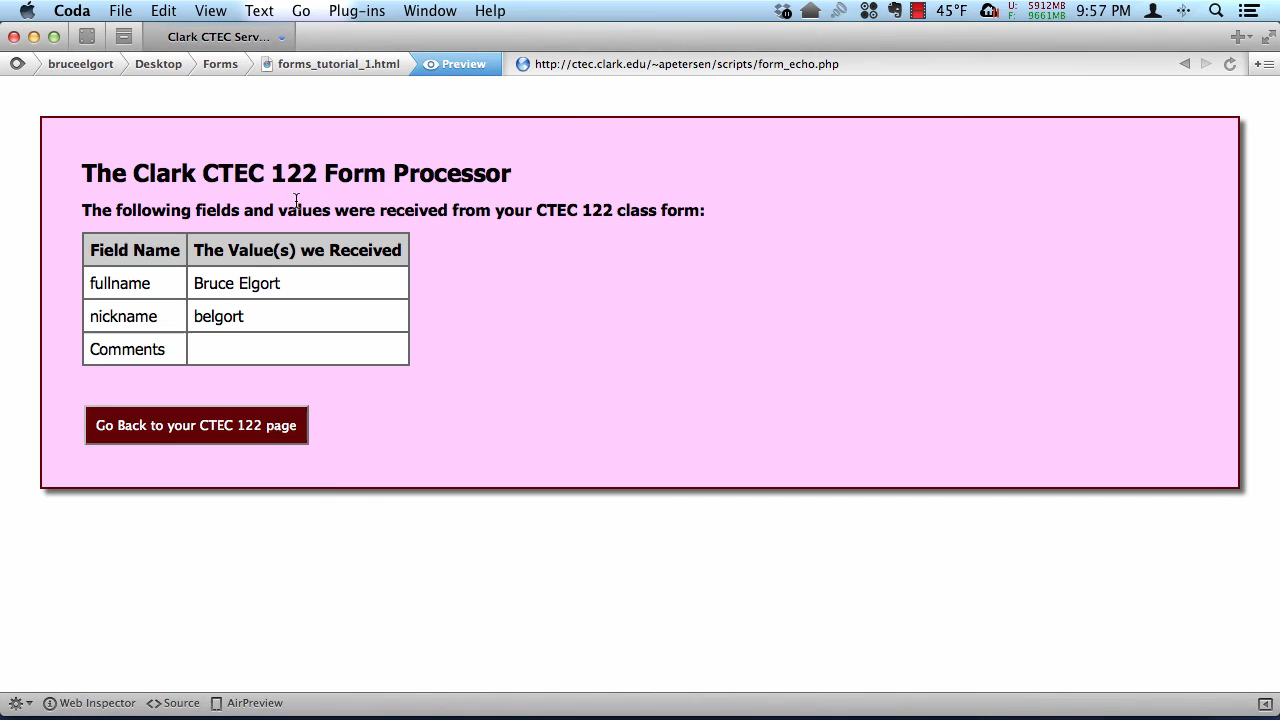 Coda File Edit View Text Go Plug-ins Window Help 45°F U: 5912MB F: 9661MB 9:57 PM
Clark CTEC Serv...
bruceelgort Desktop Forms forms_tutorial_1.html Preview http://ctec.clark.edu/~apetersen/scripts/form_echo.php
The Clark CTEC 122 Form Processor
The following fields and values were received from your CTEC 122 class form:
Field Name The Value(s) we Received
fullname Bruce Elgort
nickname belgort
Comments
Go Back to your CTEC 122 page
Web Inspector Source AirPreview